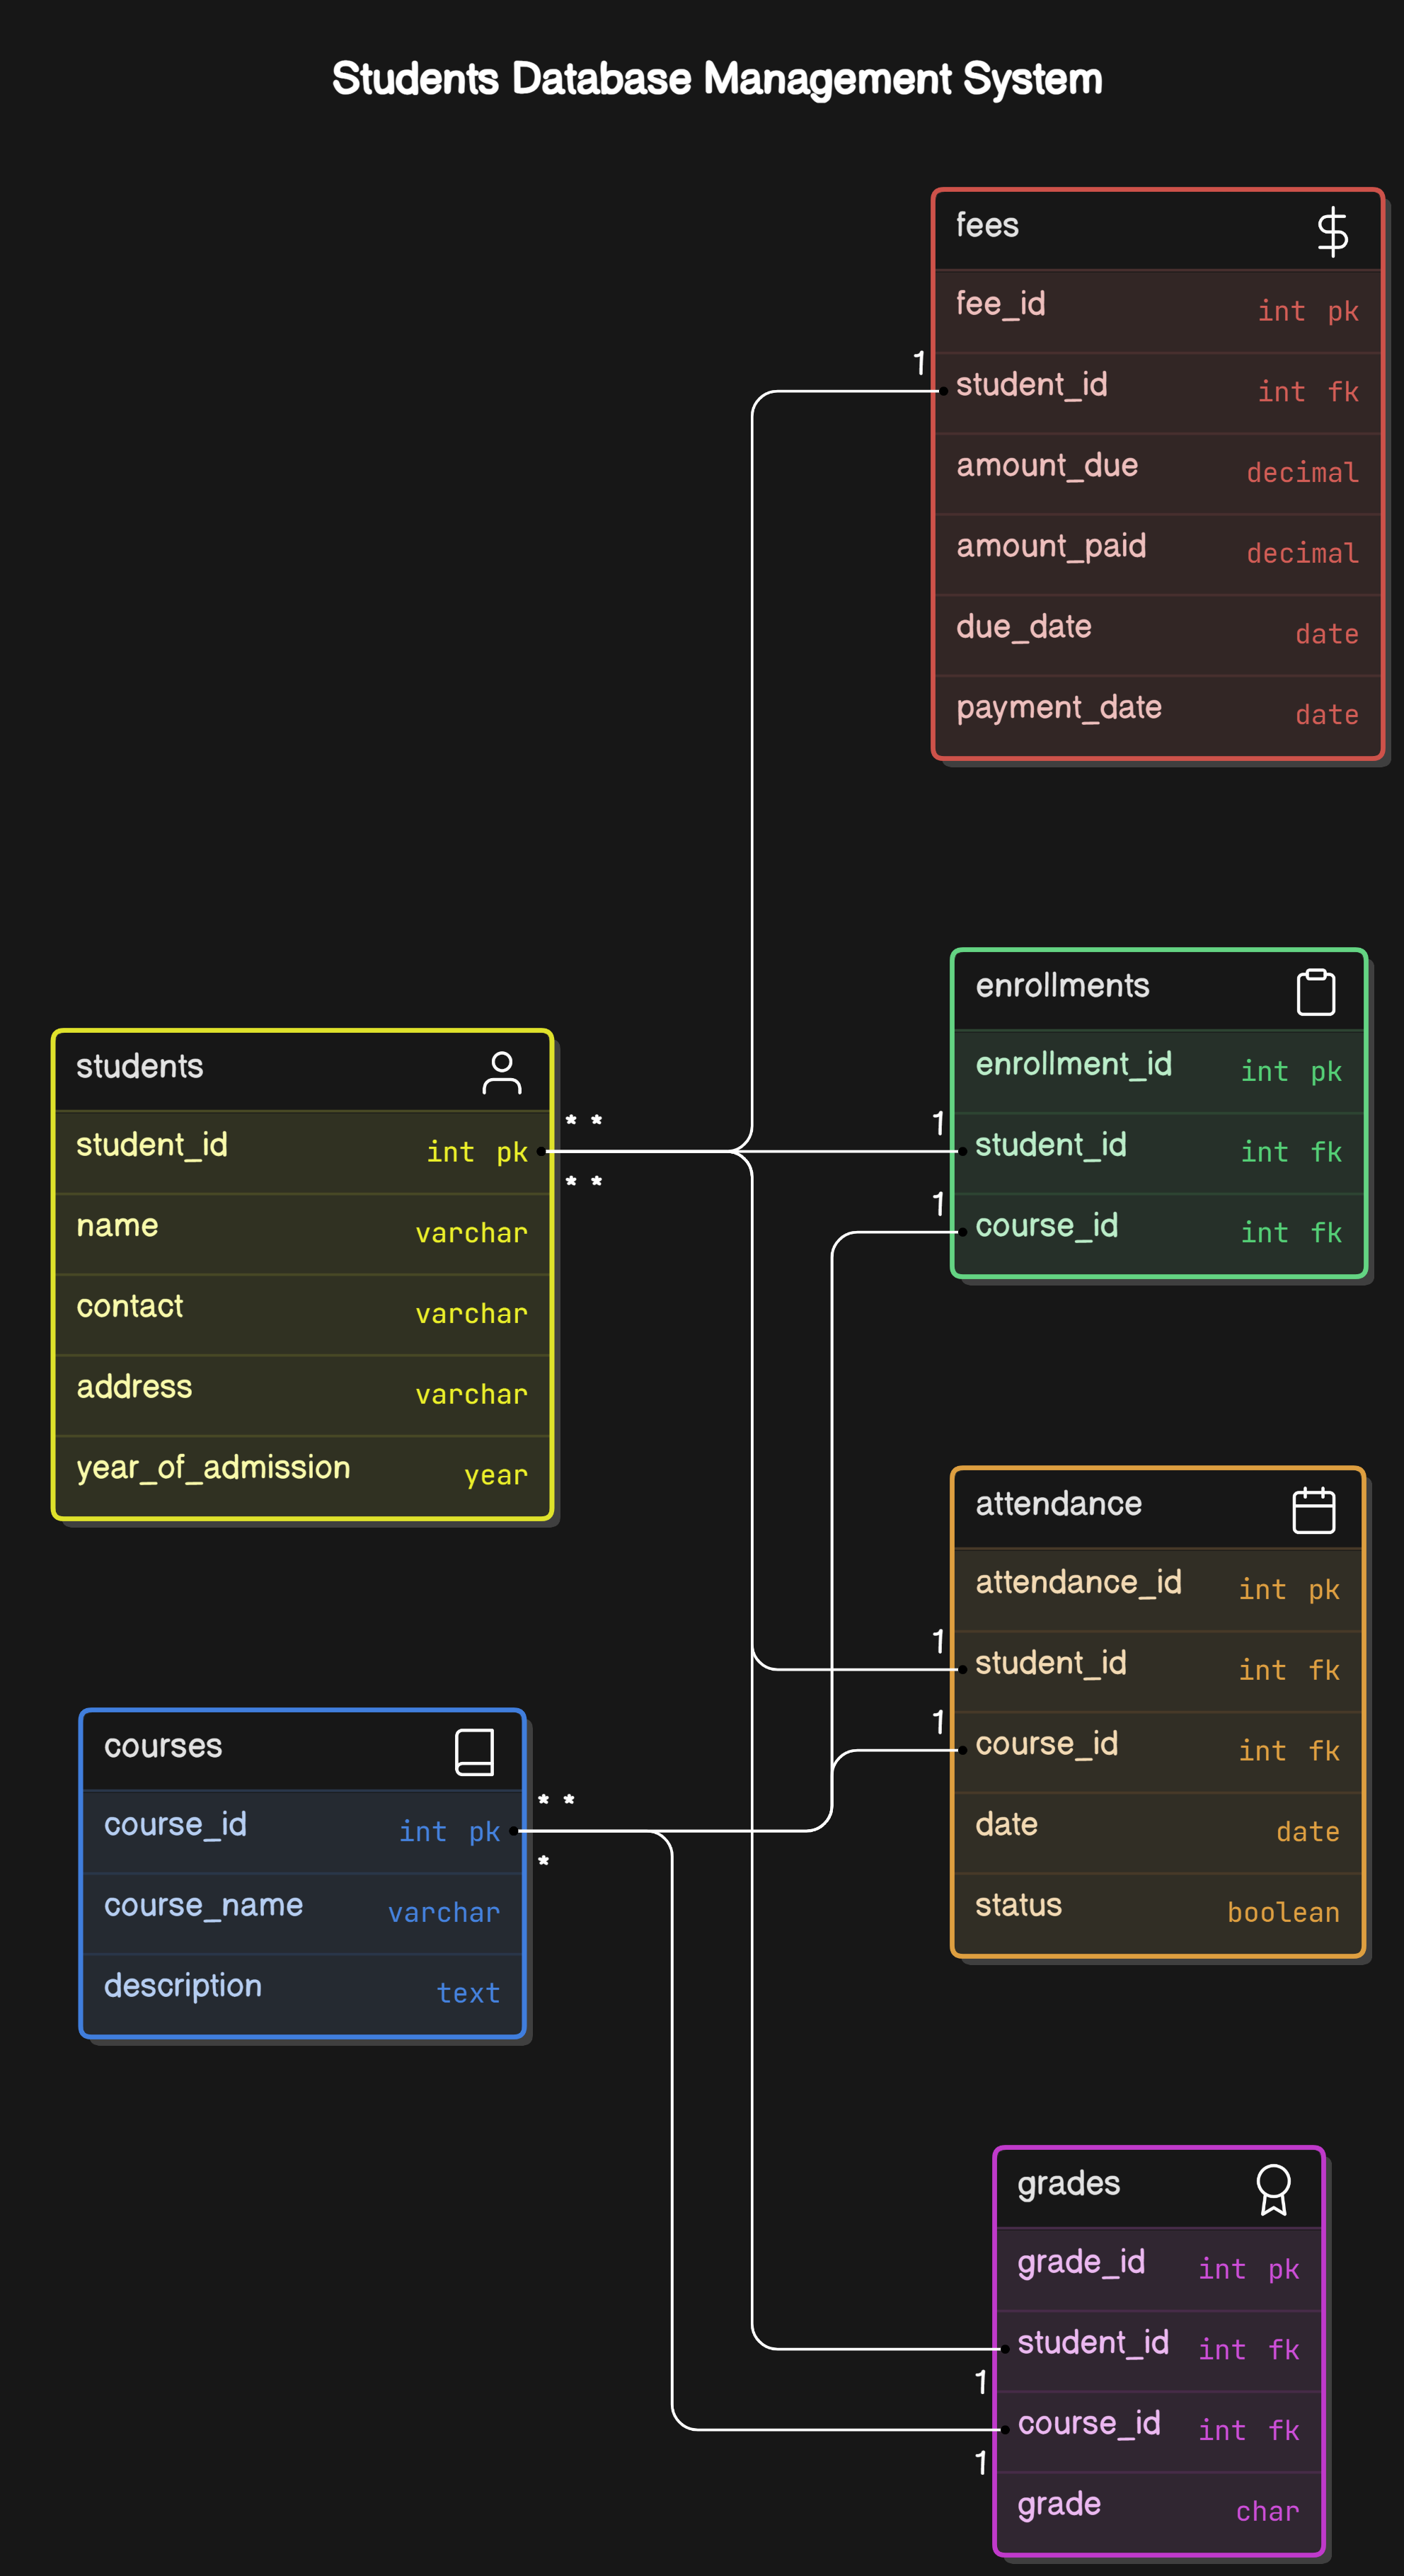 Students Database Management System
fees
fee_id int pk
1
student_id int fk
amount_due decimal
amount_paid decimal
due_date date
payment_date date
enrollments
enrollment_id int pk
1
student_id int fk
1
course_id int fk
students
* *
student_id int pk
* *
name varchar
contact varchar
address varchar
year_of_admission year
attendance
attendance_id int pk
1
student_id int fk
1
course_id int fk
date date
status boolean
courses
* *
course_id int pk
*
course_name varchar
description text
grades
grade_id int pk
student_id int fk
1
course_id int fk
1
grade char